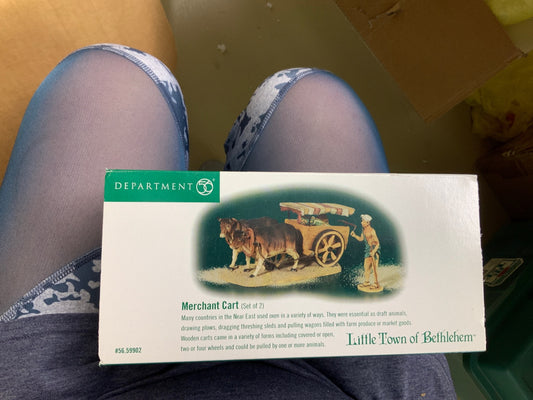 DEPARTMENT 56®
Merchant Cart (Set of 2)
Many countries in the Near East used oxen in a variety of ways. They were essential as draft animals,
drawing plows, dragging threshing sleds and pulling wagons filled with farm produce or market goods.
Wooden carts came in a variety of forms including covered or open,
two or four wheels and could be pulled by one or more animals.
#56.59902
Little Town of Bethlehem™